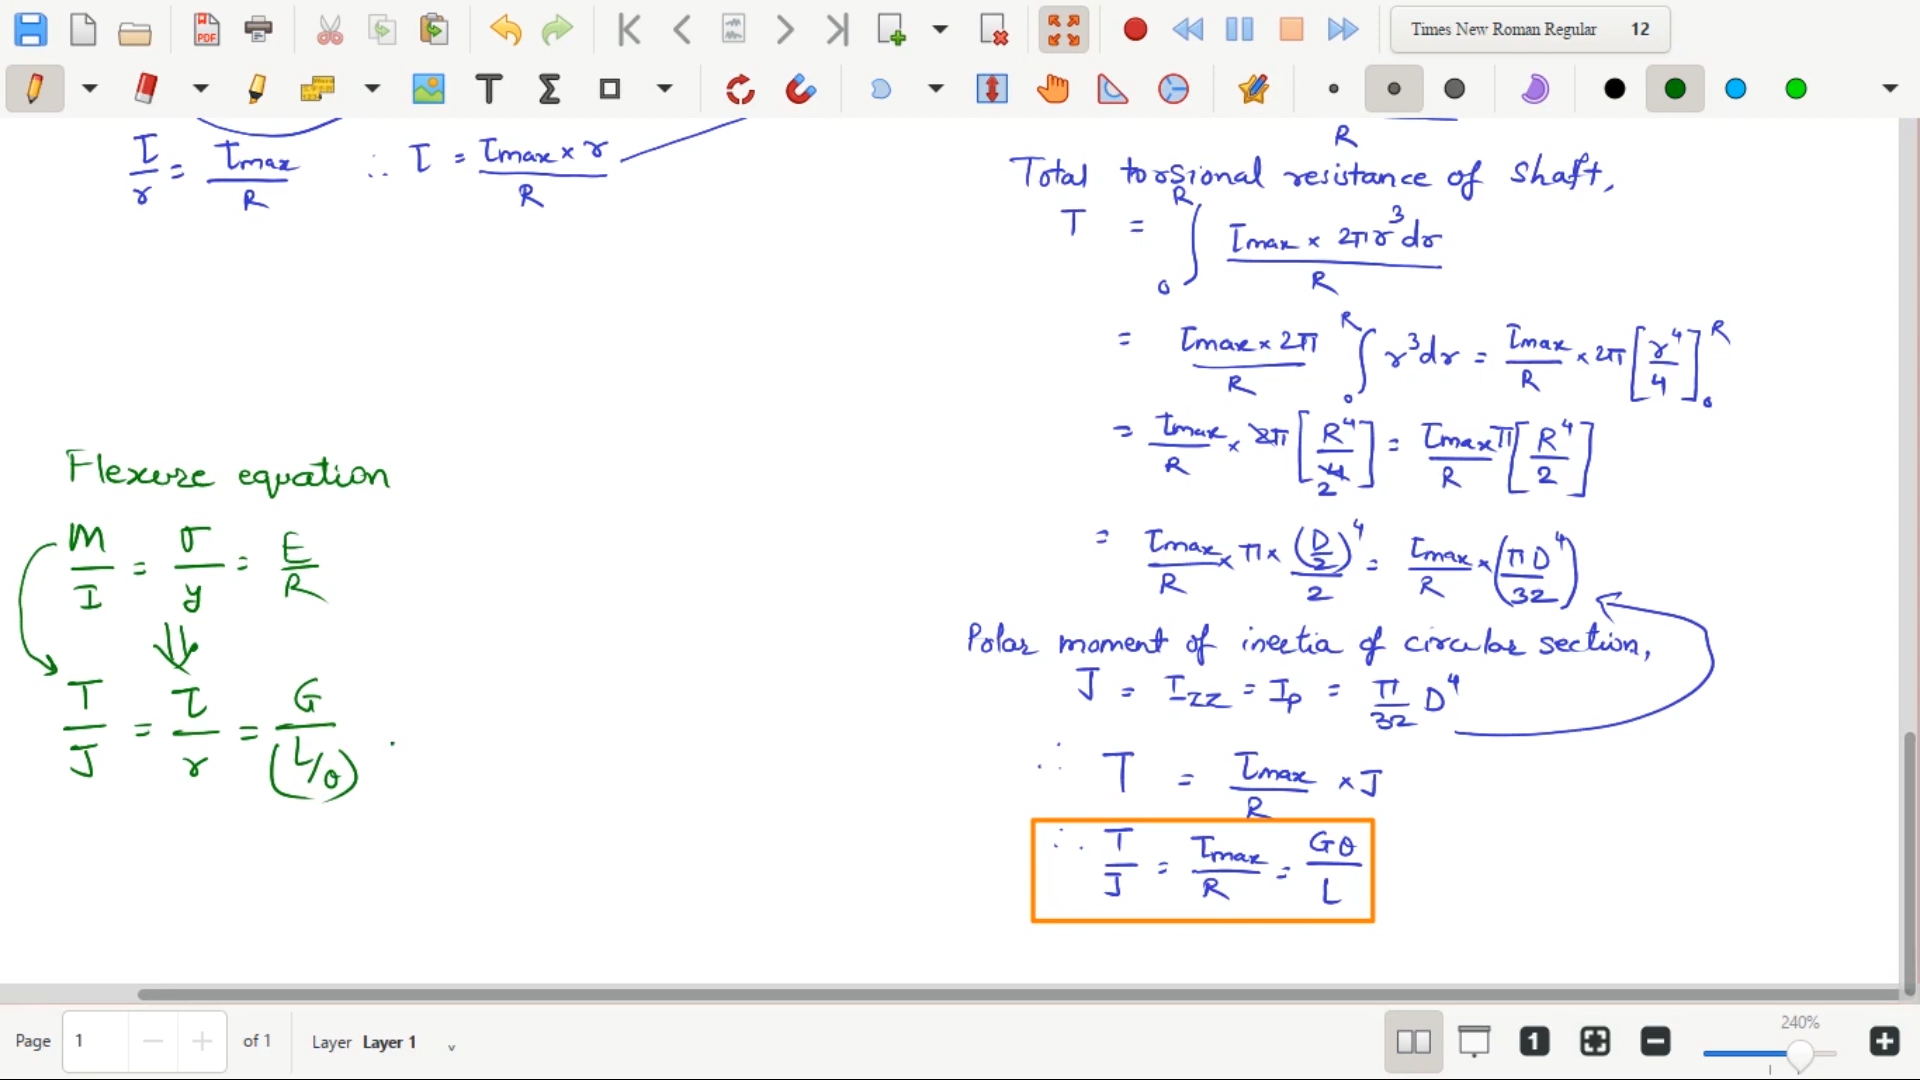 Times New Roman Regular 12
τ/r = τmax/R ∴ τ = τmax × r/R
R
Total torsional resistance of shaft,
T = ∫₀ᴿ τmax × 2πr³dr/R
= τmax × 2π/R ∫₀ᴿ r³dr = τmax/R × 2π [r⁴/4]₀ᴿ
= τmax/R × 2π [R⁴/4 2] = τmax π/R [R⁴/2]
= τmax/R × π × (D/2)⁴/2 = τmax/R × (πD⁴/32)
Polar moment of inertia of circular section,
J = Izz = Ip = π/32 D⁴
∴ T = τmax/R × J
∴ T/J = τmax/R = Gθ/L
Flexure equation
M/I = σ/y = E/R
T/J = τ/r = G/(L/θ)
Page 1 of 1 Layer Layer 1
240%